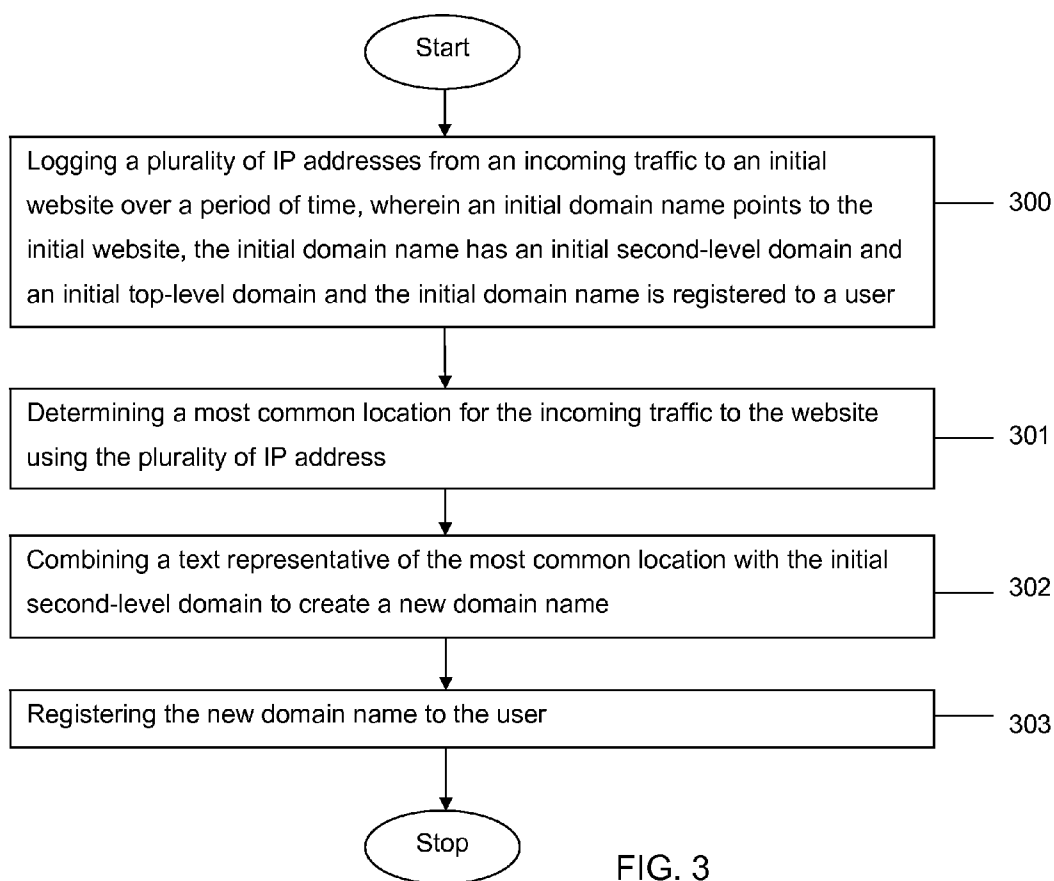 Start
Logging a plurality of IP addresses from an incoming traffic to an initial
website over a period of time, wherein an initial domain name points to the
initial website, the initial domain name has an initial second-level domain and
an initial top-level domain and the initial domain name is registered to a user
300
Determining a most common location for the incoming traffic to the website
using the plurality of IP address
301
Combining a text representative of the most common location with the initial
second-level domain to create a new domain name
302
Registering the new domain name to the user
303
Stop
FIG. 3